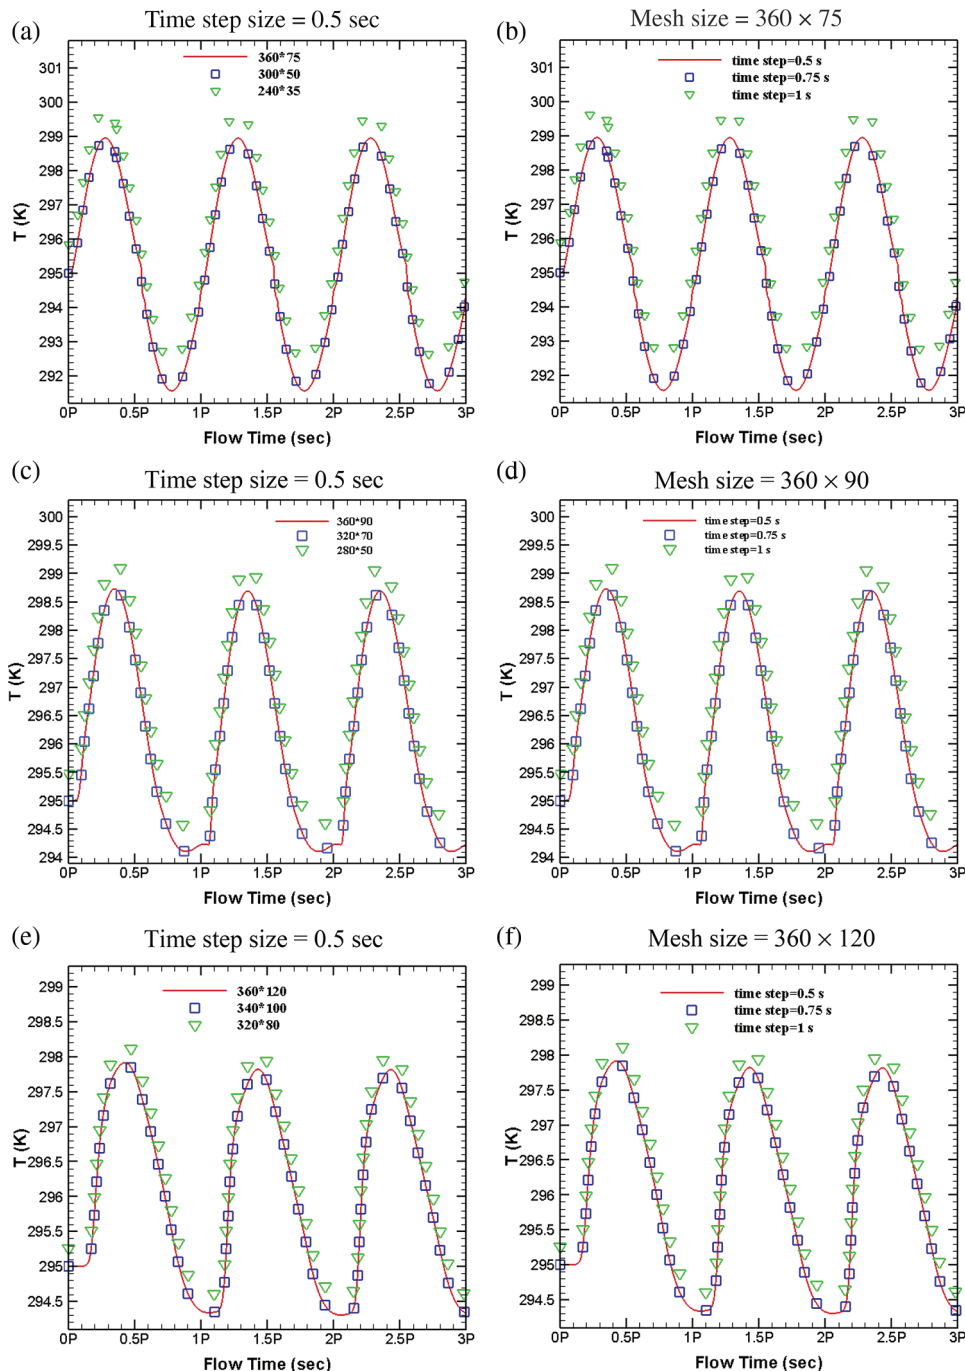 (a) Time step size = 0.5 sec
(b) Mesh size = 360 × 75
360*75
300*50
240*35
time step=0.5 s
time step=0.75 s
time step=1 s
301
300
299
298
297
296
295
294
293
292
T (K)
0P 0.5P 1P 1.5P 2P 2.5P 3P
Flow Time (sec)
301
300
299
298
297
296
295
294
293
292
T (K)
0P 0.5P 1P 1.5P 2P 2.5P 3P
Flow Time (sec)
(c) Time step size = 0.5 sec
(d) Mesh size = 360 × 90
360*90
320*70
280*50
time step=0.5 s
time step=0.75 s
time step=1 s
300
299.5
299
298.5
298
297.5
297
296.5
296
295.5
295
294.5
294
T (K)
0P 0.5P 1P 1.5P 2P 2.5P 3P
Flow Time (sec)
300
299.5
299
298.5
298
297.5
297
296.5
296
295.5
295
294.5
294
T (K)
0P 0.5P 1P 1.5P 2P 2.5P 3P
Flow Time (sec)
(e) Time step size = 0.5 sec
(f) Mesh size = 360 × 120
360*120
340*100
320*80
time step=0.5 s
time step=0.75 s
time step=1 s
299
298.5
298
297.5
297
296.5
296
295.5
295
294.5
T (K)
0P 0.5P 1P 1.5P 2P 2.5P 3P
Flow Time (sec)
299
298.5
298
297.5
297
296.5
296
295.5
295
294.5
T (K)
0P 0.5P 1P 1.5P 2P 2.5P 3P
Flow Time (sec)